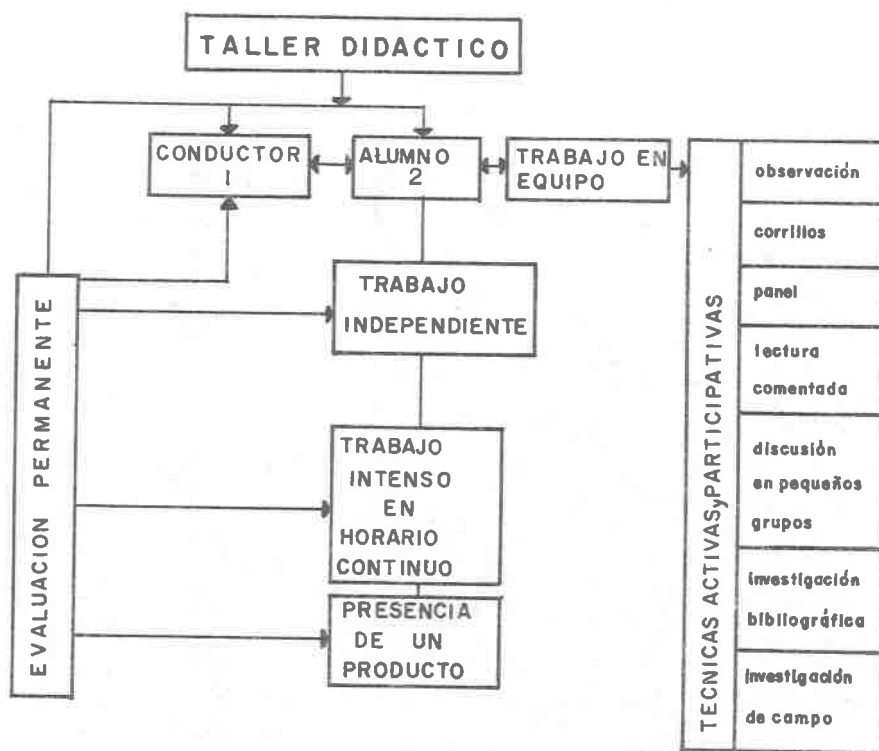 TALLER DIDACTICO
CONDUCTOR
1
ALUMNO
2
TRABAJO EN
EQUIPO
TRABAJO
INDEPENDIENTE
TRABAJO
INTENSO
EN
HORARIO
CONTINUO
PRESENCIA
DE UN
PRODUCTO
EVALUACION PERMANENTE
TECNICAS ACTIVAS y PARTICIPATIVAS
observación
corrillos
panel
lectura
comentada
discusión
en pequeños
grupos
investigación
bibliográfica
investigación
de campo